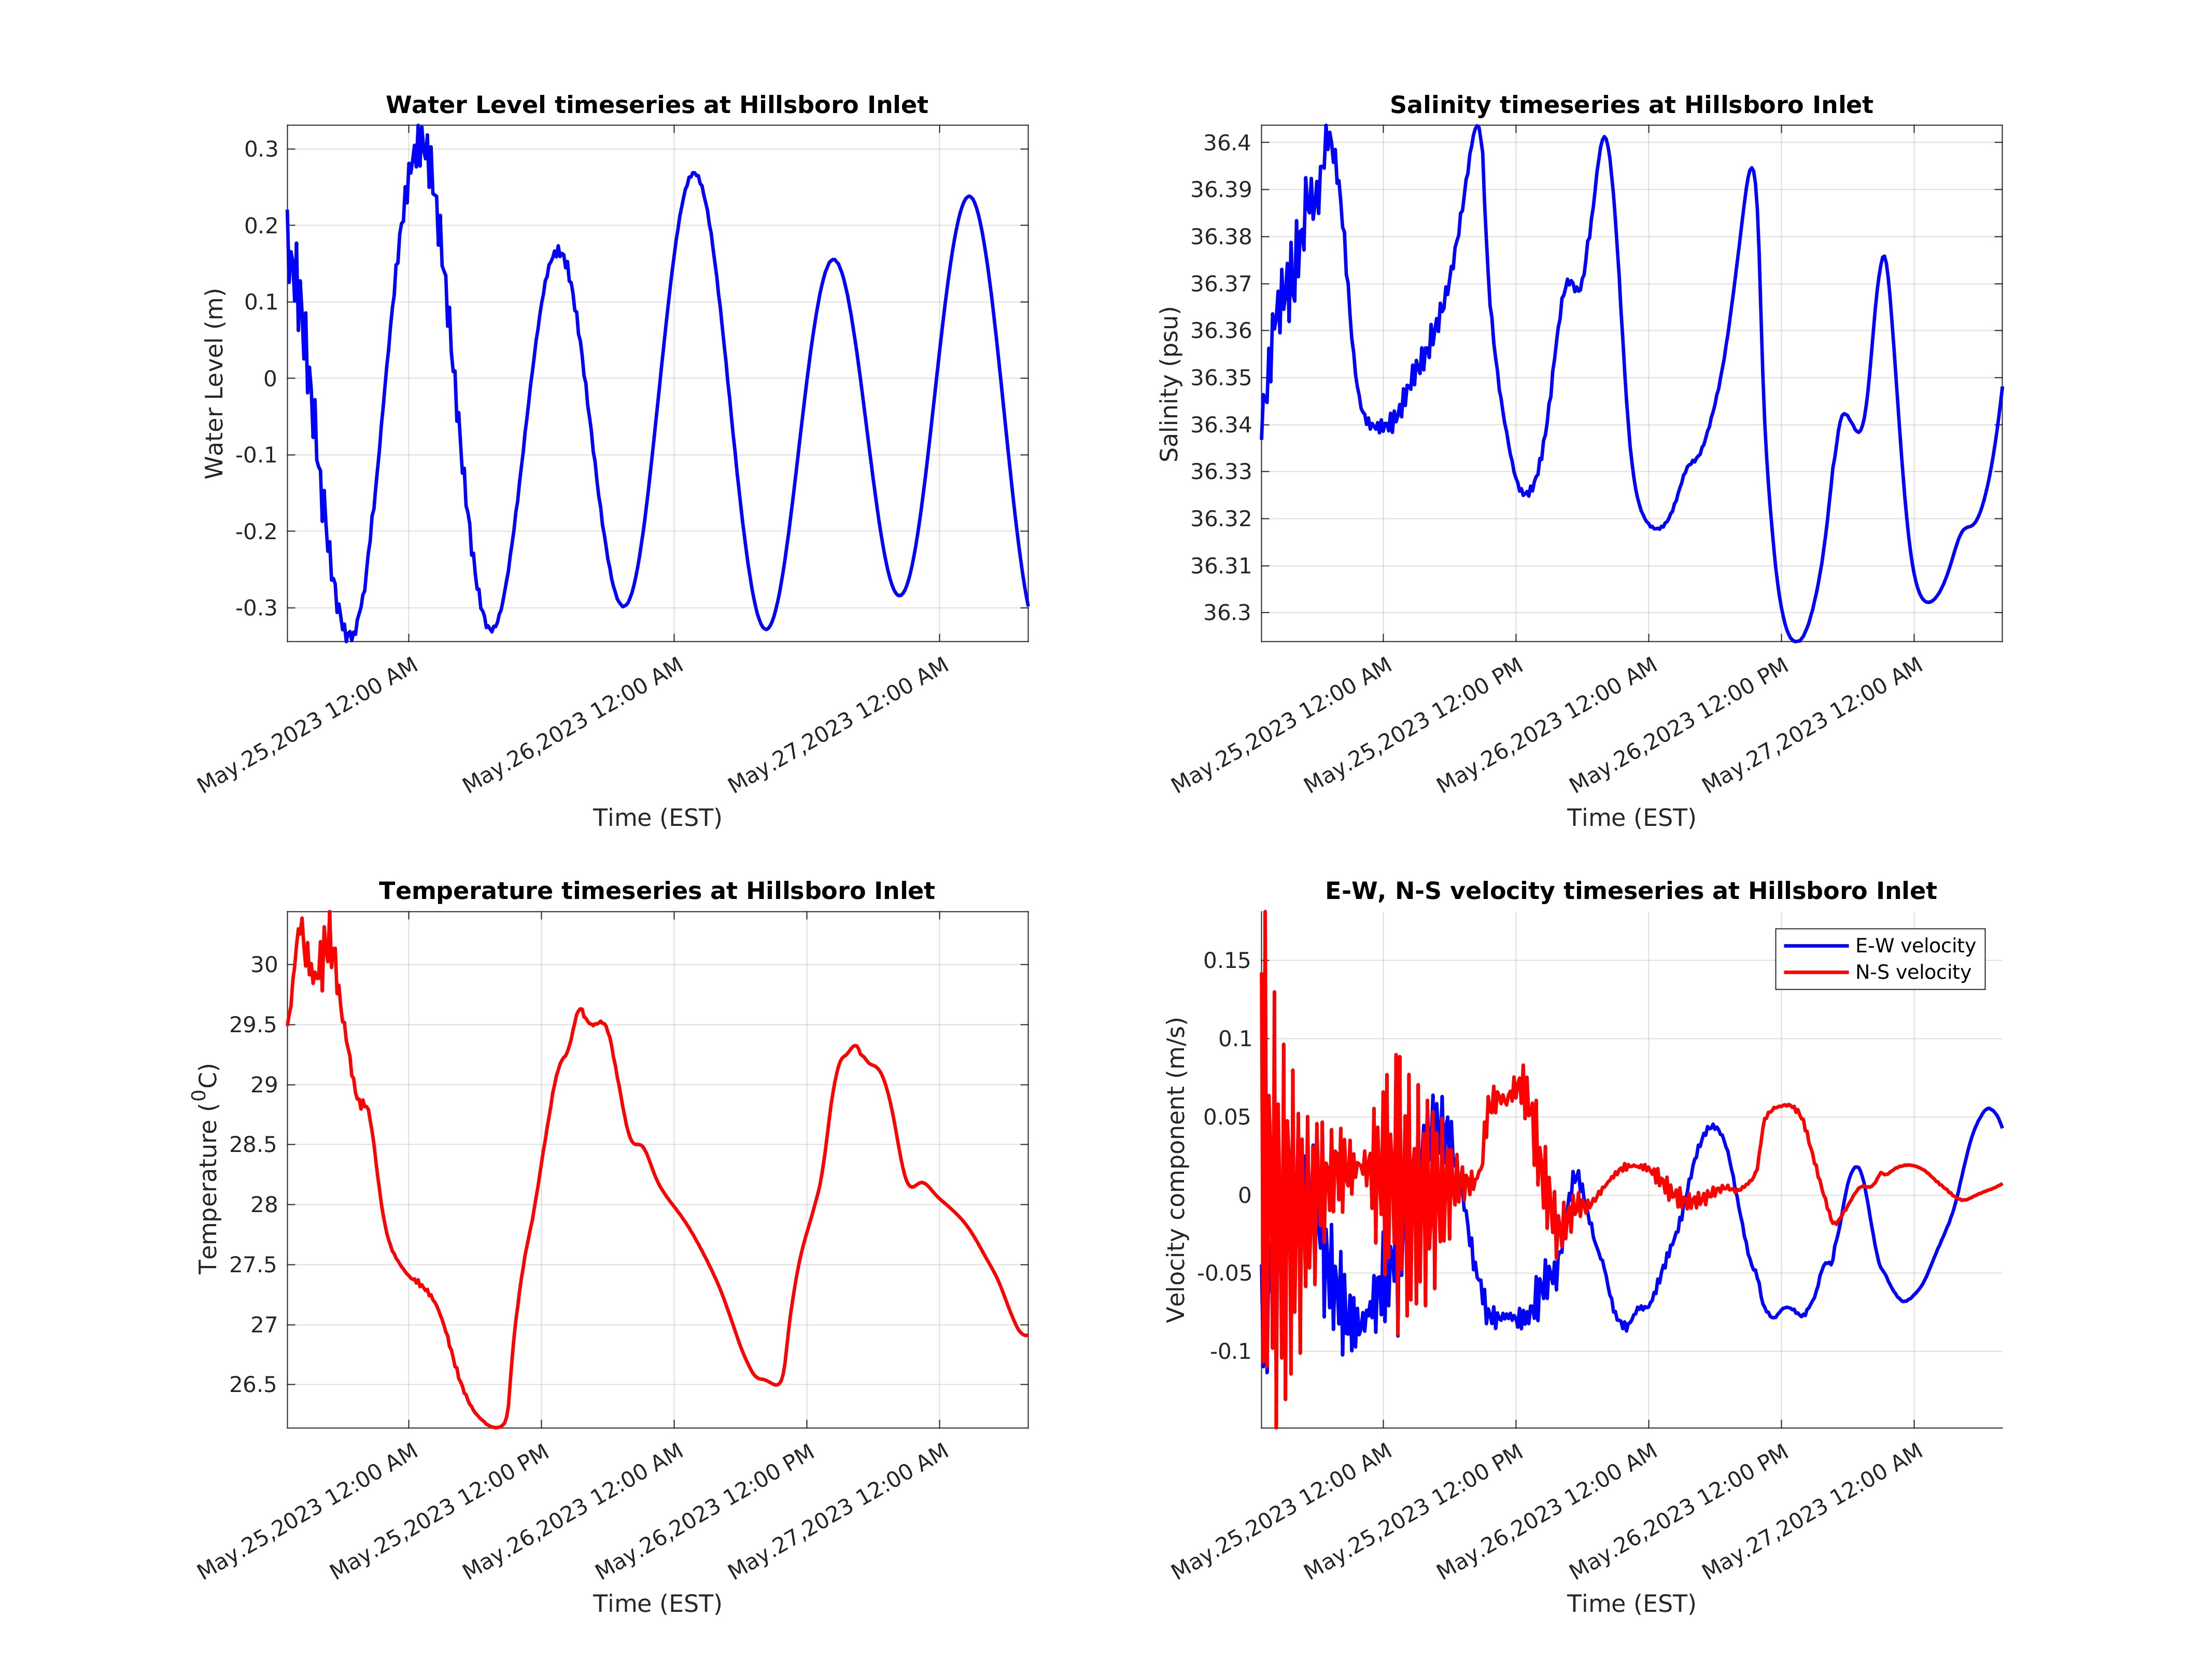 Water Level timeseries at Hillsboro Inlet
Water Level (m)
0.3
0.2
0.1
0
-0.1
-0.2
-0.3
May.25,2023 12:00 AM
May.26,2023 12:00 AM
May.27,2023 12:00 AM
Time (EST)
Salinity timeseries at Hillsboro Inlet
Salinity (psu)
36.4
36.39
36.38
36.37
36.36
36.35
36.34
36.33
36.32
36.31
36.3
May.25,2023 12:00 AM
May.25,2023 12:00 PM
May.26,2023 12:00 AM
May.26,2023 12:00 PM
May.27,2023 12:00 AM
Time (EST)
Temperature timeseries at Hillsboro Inlet
Temperature (⁰C)
30
29.5
29
28.5
28
27.5
27
26.5
May.25,2023 12:00 AM
May.25,2023 12:00 PM
May.26,2023 12:00 AM
May.26,2023 12:00 PM
May.27,2023 12:00 AM
Time (EST)
E-W, N-S velocity timeseries at Hillsboro Inlet
E-W velocity
N-S velocity
Velocity component (m/s)
0.15
0.1
0.05
0
-0.05
-0.1
May.25,2023 12:00 AM
May.25,2023 12:00 PM
May.26,2023 12:00 AM
May.26,2023 12:00 PM
May.27,2023 12:00 AM
Time (EST)